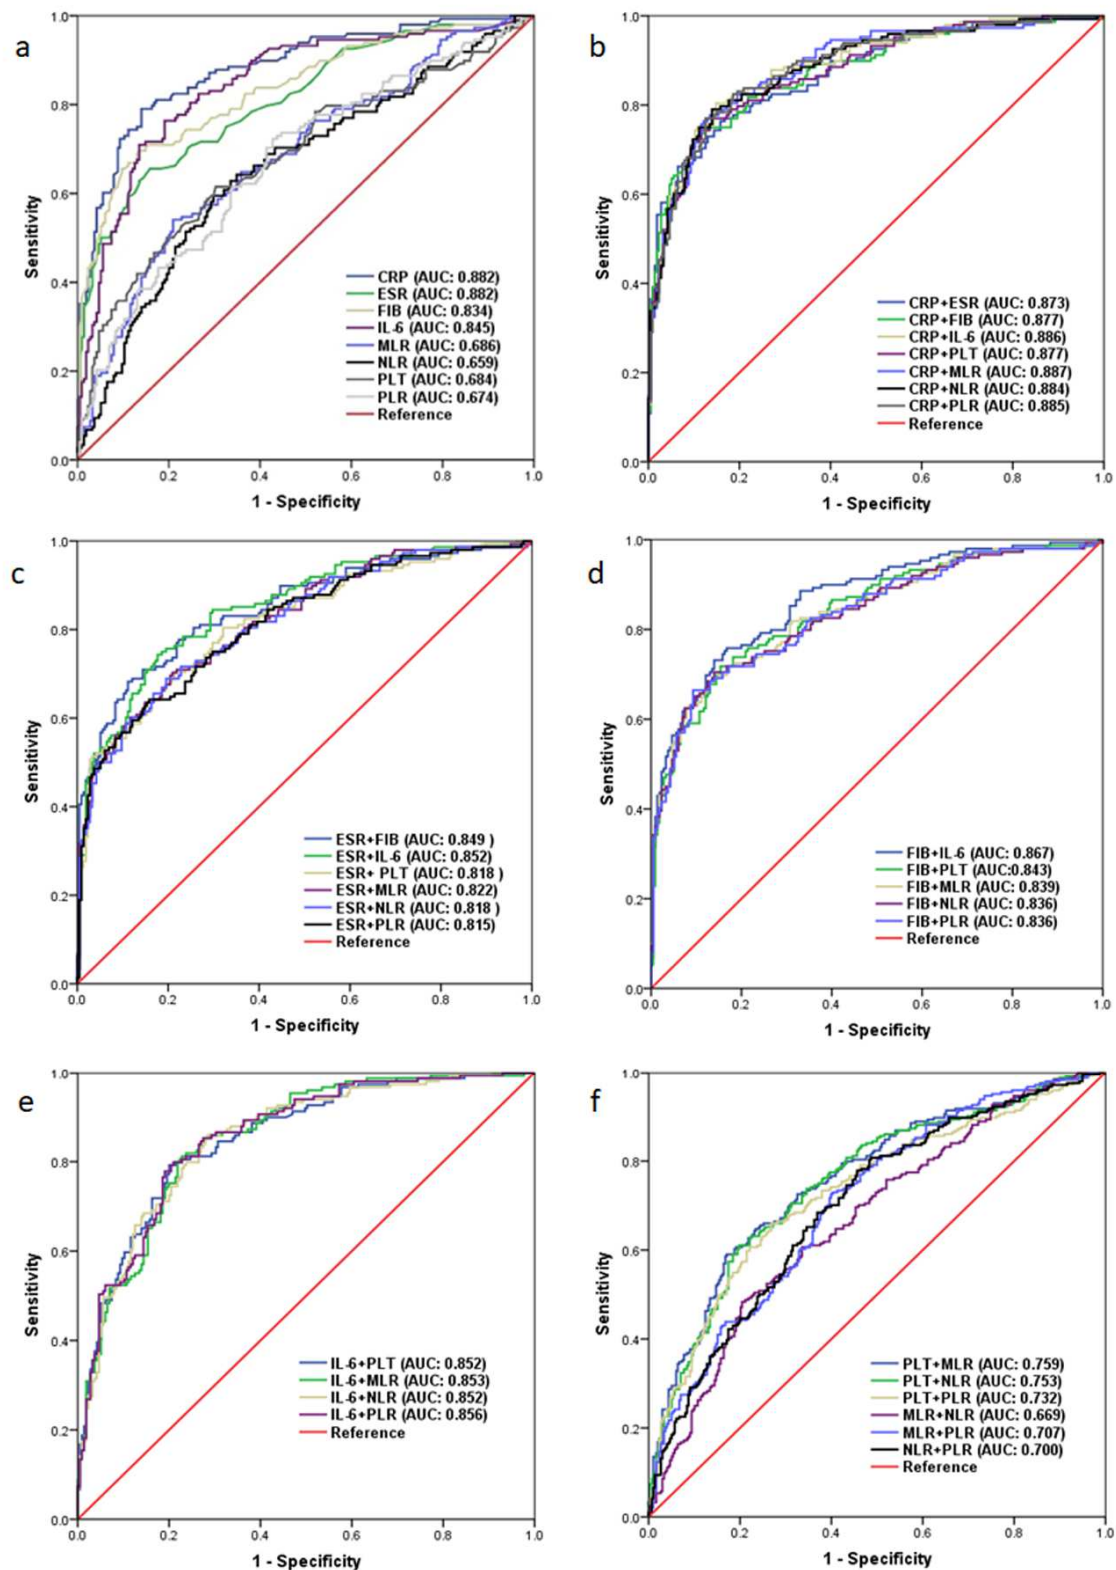 a
1.0
0.8
0.6
0.4
0.2
0.0
Sensitivity
CRP (AUC: 0.882)
ESR (AUC: 0.882)
FIB (AUC: 0.834)
IL-6 (AUC: 0.845)
MLR (AUC: 0.686)
NLR (AUC: 0.659)
PLT (AUC: 0.684)
PLR (AUC: 0.674)
Reference
0.0 0.2 0.4 0.6 0.8 1.0
1 - Specificity
b
1.0
0.8
0.6
0.4
0.2
0.0
Sensitivity
CRP+ESR (AUC: 0.873)
CRP+FIB (AUC: 0.877)
CRP+IL-6 (AUC: 0.886)
CRP+PLT (AUC: 0.877)
CRP+MLR (AUC: 0.887)
CRP+NLR (AUC: 0.884)
CRP+PLR (AUC: 0.885)
Reference
0.0 0.2 0.4 0.6 0.8 1.0
1 - Specificity
c
1.0
0.8
0.6
0.4
0.2
0.0
Sensitivity
ESR+FIB (AUC: 0.849 )
ESR+IL-6 (AUC: 0.852)
ESR+ PLT (AUC: 0.818 )
ESR+MLR (AUC: 0.822)
ESR+NLR (AUC: 0.818 )
ESR+PLR (AUC: 0.815)
Reference
0.0 0.2 0.4 0.6 0.8 1.0
1 - Specificity
d
1.0
0.8
0.6
0.4
0.2
0.0
Sensitivity
FIB+IL-6 (AUC: 0.867)
FIB+PLT (AUC:0.843)
FIB+MLR (AUC: 0.839)
FIB+NLR (AUC: 0.836)
FIB+PLR (AUC: 0.836)
Reference
0.0 0.2 0.4 0.6 0.8 1.0
1 - Specificity
e
1.0
0.8
0.6
0.4
0.2
0.0
Sensitivity
IL-6+PLT (AUC: 0.852)
IL-6+MLR (AUC: 0.853)
IL-6+NLR (AUC: 0.852)
IL-6+PLR (AUC: 0.856)
Reference
0.0 0.2 0.4 0.6 0.8 1.0
1 - Specificity
f
1.0
0.8
0.6
0.4
0.2
0.0
Sensitivity
PLT+MLR (AUC: 0.759)
PLT+NLR (AUC: 0.753)
PLT+PLR (AUC: 0.732)
MLR+NLR (AUC: 0.669)
MLR+PLR (AUC: 0.707)
NLR+PLR (AUC: 0.700)
Reference
0.0 0.2 0.4 0.6 0.8 1.0
1 - Specificity